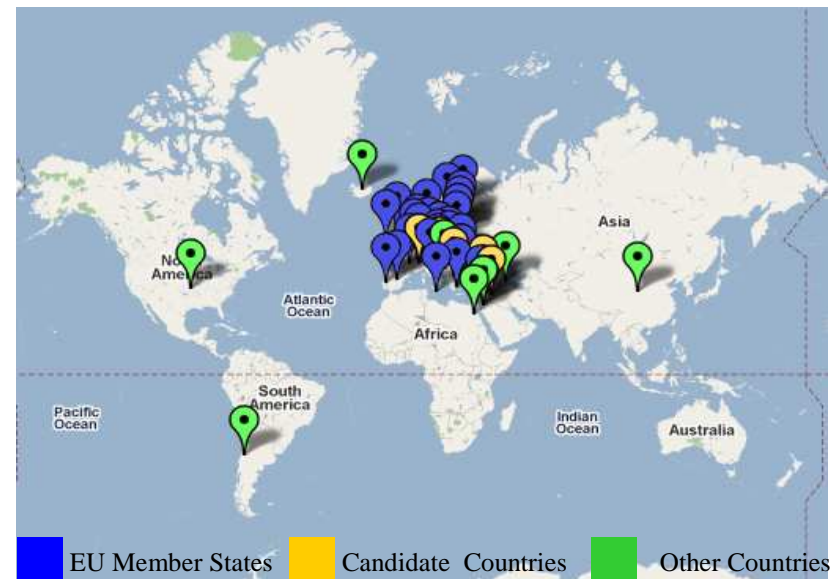 Asia
No
America
Atlantic
Ocean
Africa
South
America
Pacific
Ocean
Indian
Ocean
Australia
EU Member States Candidate Countries Other Countries